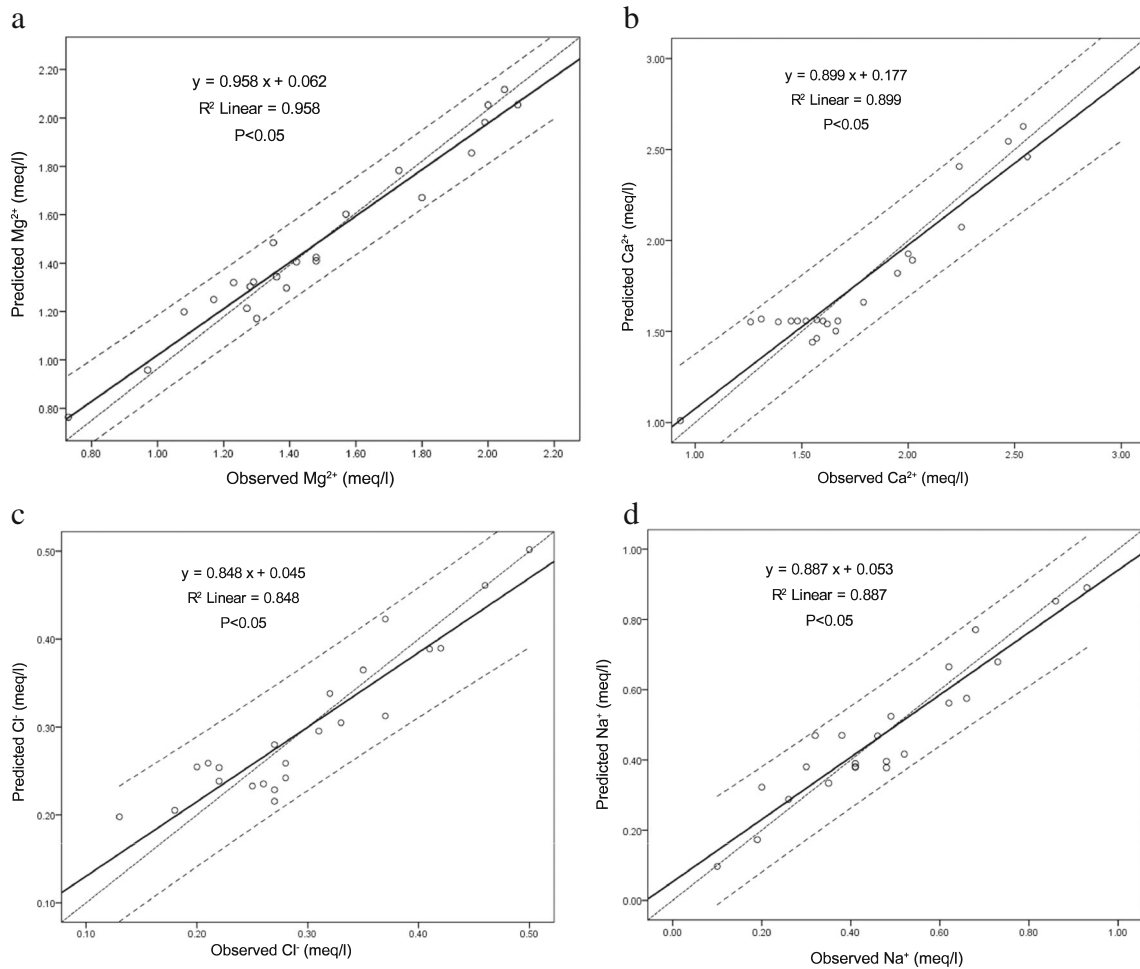 a
y = 0.958 x + 0.062
R² Linear = 0.958
P<0.05
Predicted Mg²⁺ (meq/l)
2.20
2.00
1.80
1.60
1.40
1.20
1.00
0.80
0.80 1.00 1.20 1.40 1.60 1.80 2.00 2.20
Observed Mg²⁺ (meq/l)
b
y = 0.899 x + 0.177
R² Linear = 0.899
P<0.05
Predicted Ca²⁺ (meq/l)
3.00
2.50
2.00
1.50
1.00
1.00 1.50 2.00 2.50 3.00
Observed Ca²⁺ (meq/l)
c
y = 0.848 x + 0.045
R² Linear = 0.848
P<0.05
Predicted Cl⁻ (meq/l)
0.50
0.40
0.30
0.20
0.10
0.10 0.20 0.30 0.40 0.50
Observed Cl⁻ (meq/l)
d
y = 0.887 x + 0.053
R² Linear = 0.887
P<0.05
Predicted Na⁺ (meq/l)
1.00
0.80
0.60
0.40
0.20
0.00
0.00 0.20 0.40 0.60 0.80 1.00
Observed Na⁺ (meq/l)